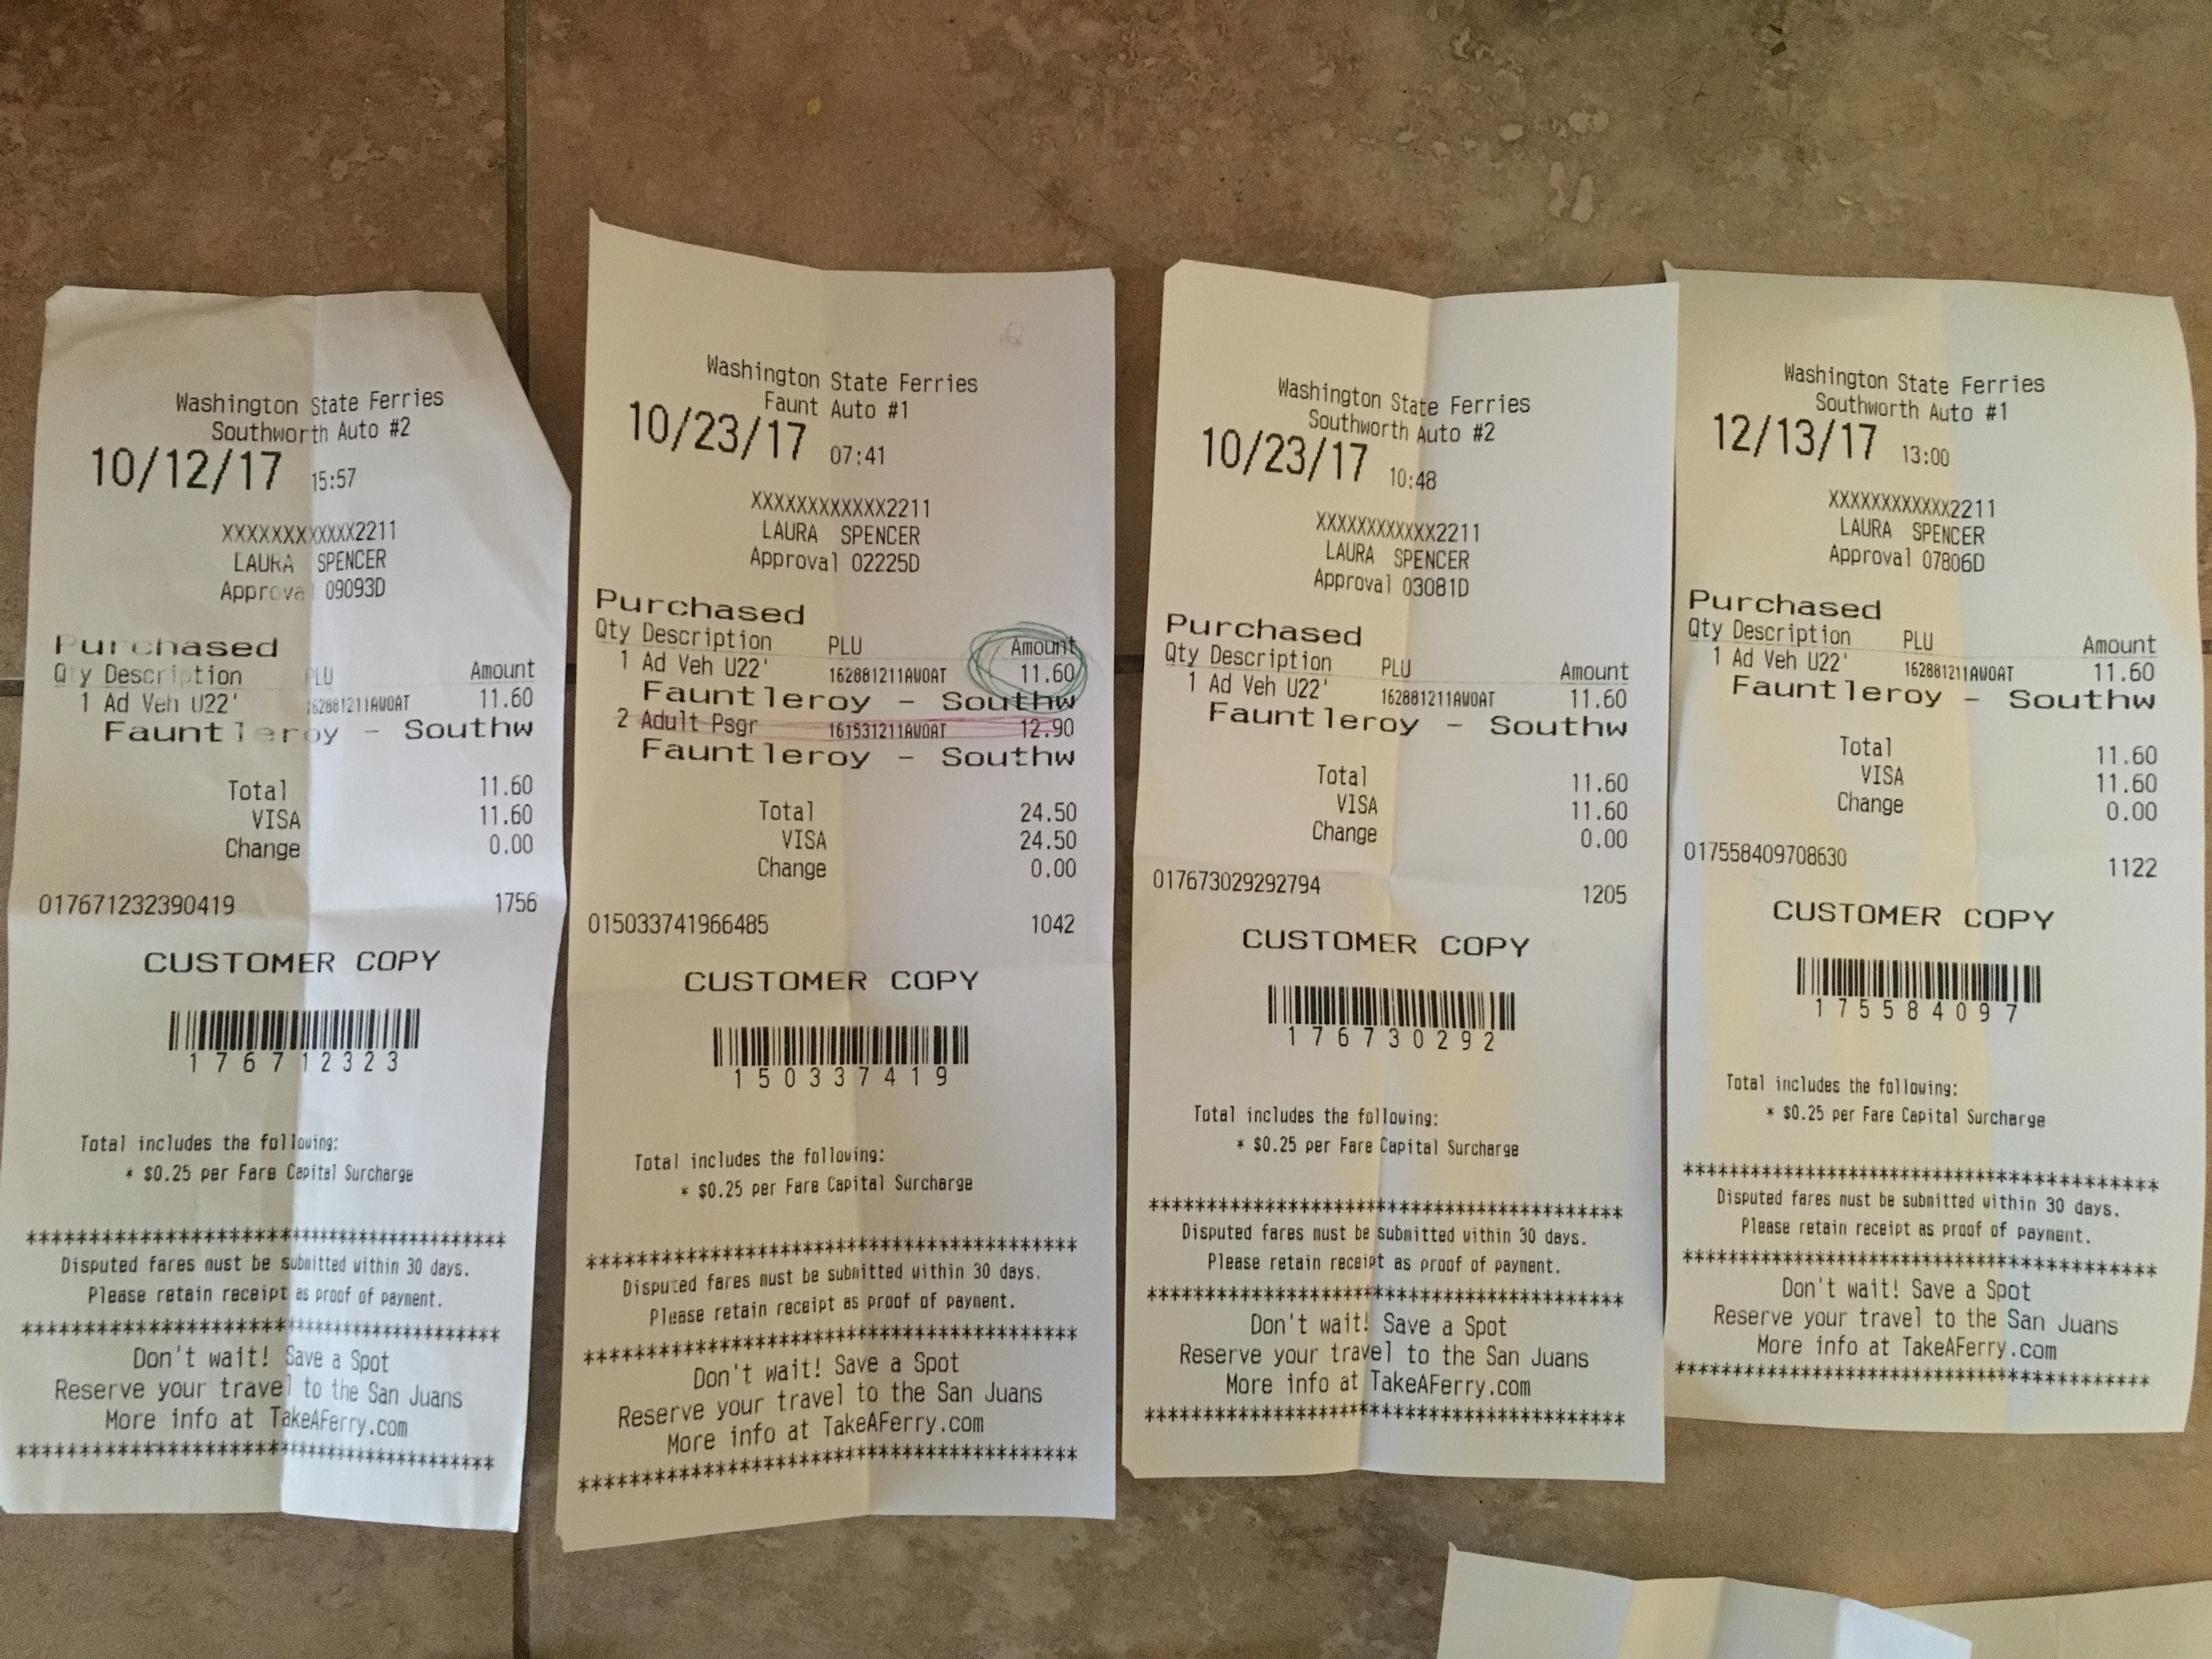 Washington State Ferries
Southworth Auto #2
10/12/17 15:57
XXXXXXXXXXXX2211
LAURA SPENCER
Approval 09093D
Purchased
Qty Description PLU Amount
1 Ad Veh U22' 162881211AWOAT 11.60
Fauntleroy - Southw
Total 11.60
VISA 11.60
Change 0.00
017671232390419 1756
CUSTOMER COPY
176712323
Total includes the following:
* $0.25 per Fare Capital Surcharge
****************************************
Disputed fares must be submitted within 30 days.
Please retain receipt as proof of payment.
****************************************
Don't wait! Save a Spot
Reserve your travel to the San Juans
More info at TakeAFerry.com
****************************************
Washington State Ferries
Faunt Auto #1
10/23/17 07:41
XXXXXXXXXXXX2211
LAURA SPENCER
Approval 02225D
Purchased
Qty Description PLU Amount
1 Ad Veh U22' 162881211AWOAT 11.60
Fauntleroy - Southw
2 Adult Psgr 161531211AWOAT 12.90
Fauntleroy - Southw
Total 24.50
VISA 24.50
Change 0.00
015033741966485 1042
CUSTOMER COPY
150337419
Total includes the following:
* $0.25 per Fare Capital Surcharge
****************************************
Disputed fares must be submitted within 30 days.
Please retain receipt as proof of payment.
****************************************
Don't wait! Save a Spot
Reserve your travel to the San Juans
More info at TakeAFerry.com
****************************************
Washington State Ferries
Southworth Auto #2
10/23/17 10:48
XXXXXXXXXXXX2211
LAURA SPENCER
Approval 03081D
Purchased
Qty Description PLU Amount
1 Ad Veh U22' 162881211AWOAT 11.60
Fauntleroy - Southw
Total 11.60
VISA 11.60
Change 0.00
017673029292794 1205
CUSTOMER COPY
176730292
Total includes the following:
* $0.25 per Fare Capital Surcharge
****************************************
Disputed fares must be submitted within 30 days.
Please retain receipt as proof of payment.
****************************************
Don't wait! Save a Spot
Reserve your travel to the San Juans
More info at TakeAFerry.com
****************************************
Washington State Ferries
Southworth Auto #1
12/13/17 13:00
XXXXXXXXXXXX2211
LAURA SPENCER
Approval 07806D
Purchased
Qty Description PLU Amount
1 Ad Veh U22' 162881211AWOAT 11.60
Fauntleroy - Southw
Total 11.60
VISA 11.60
Change 0.00
017558409708630 1122
CUSTOMER COPY
175584097
Total includes the following:
* $0.25 per Fare Capital Surcharge
****************************************
Disputed fares must be submitted within 30 days.
Please retain receipt as proof of payment.
****************************************
Don't wait! Save a Spot
Reserve your travel to the San Juans
More info at TakeAFerry.com
****************************************